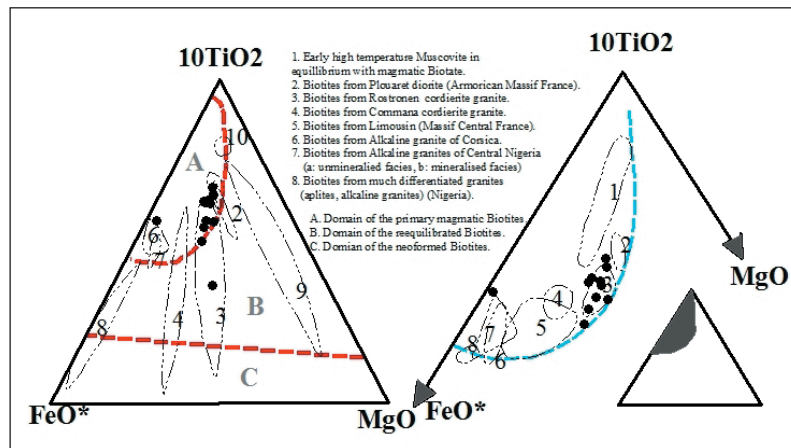 10TiO2
10
A
2
6
7
8
4
3
9
B
C
FeO*
MgO
1. Early high temperature Muscovite in
equillibrium with magmatic Biotate.
2. Biotites from Plouaret diorite (Armorican Massif France).
3. Biotites from Rostronen cordierite granite.
4. Biotites from Commana cordierite granite.
5. Biotites from Limousin (Massif Central France).
6. Biotites from Alkaline granite of Corsica.
7. Biotites from Alkaline granites of Central Nigeria
(a: unmineralied facies, b: mineralised facies)
8. Biotites from much differentiated granites
(aplites, alkaline granites) (Nigeria).
A. Domain of the primary magmatic Biotites.
B. Domain of the reequilibrated Biotites.
C. Domian of the neoformed Biotites.
10TiO2
1
2
3
4
5
7
8
6
MgO
FeO*